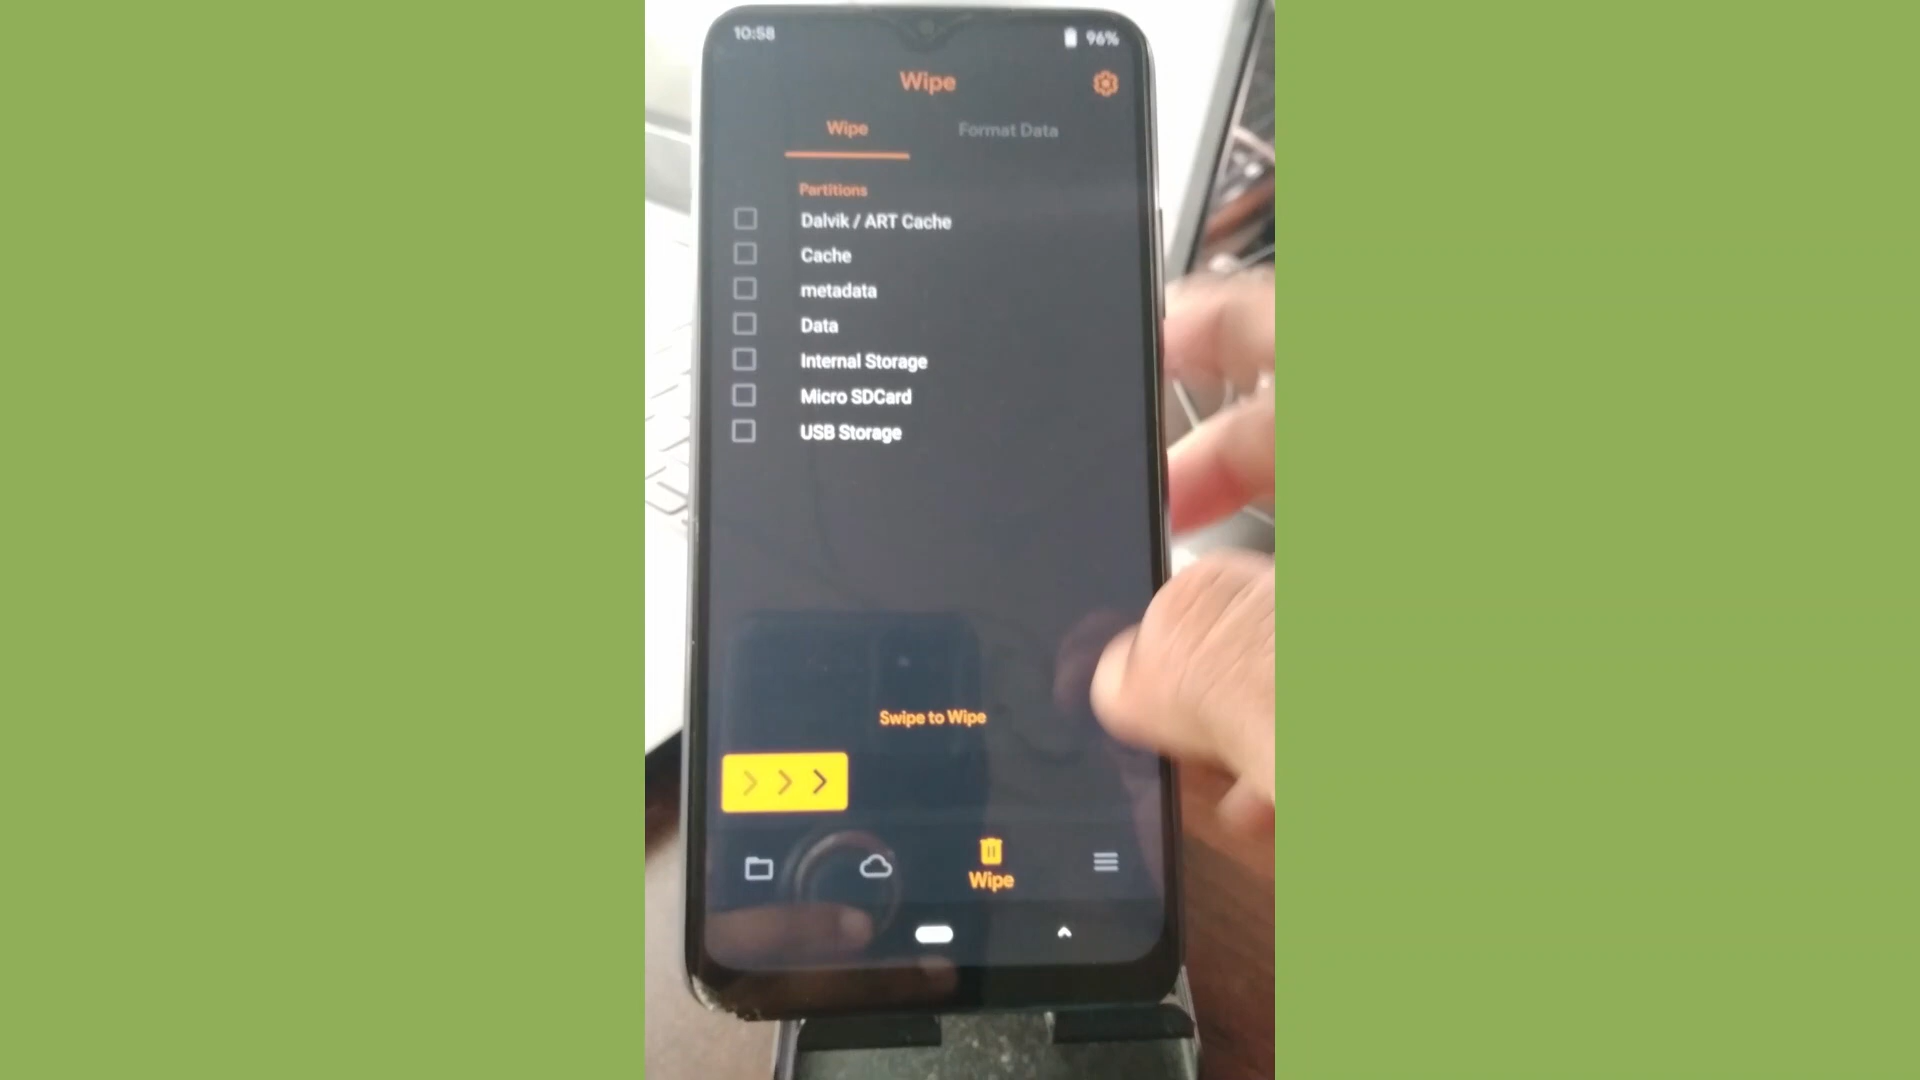 10:58
96%
Wipe
Wipe
Format Data
Partitions
Dalvik / ART Cache
Cache
metadata
Data
Internal Storage
Micro SDCard
USB Storage
Swipe to Wipe
Wipe